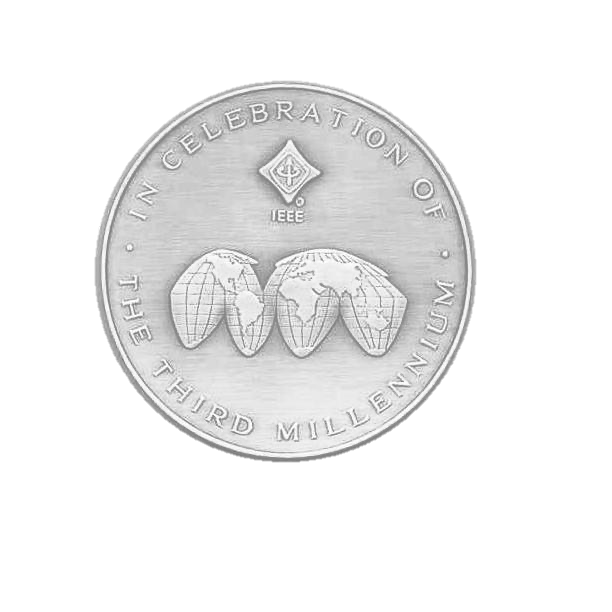 IN CELEBRATION OF
IEEE
THE THIRD MILLENNIUM